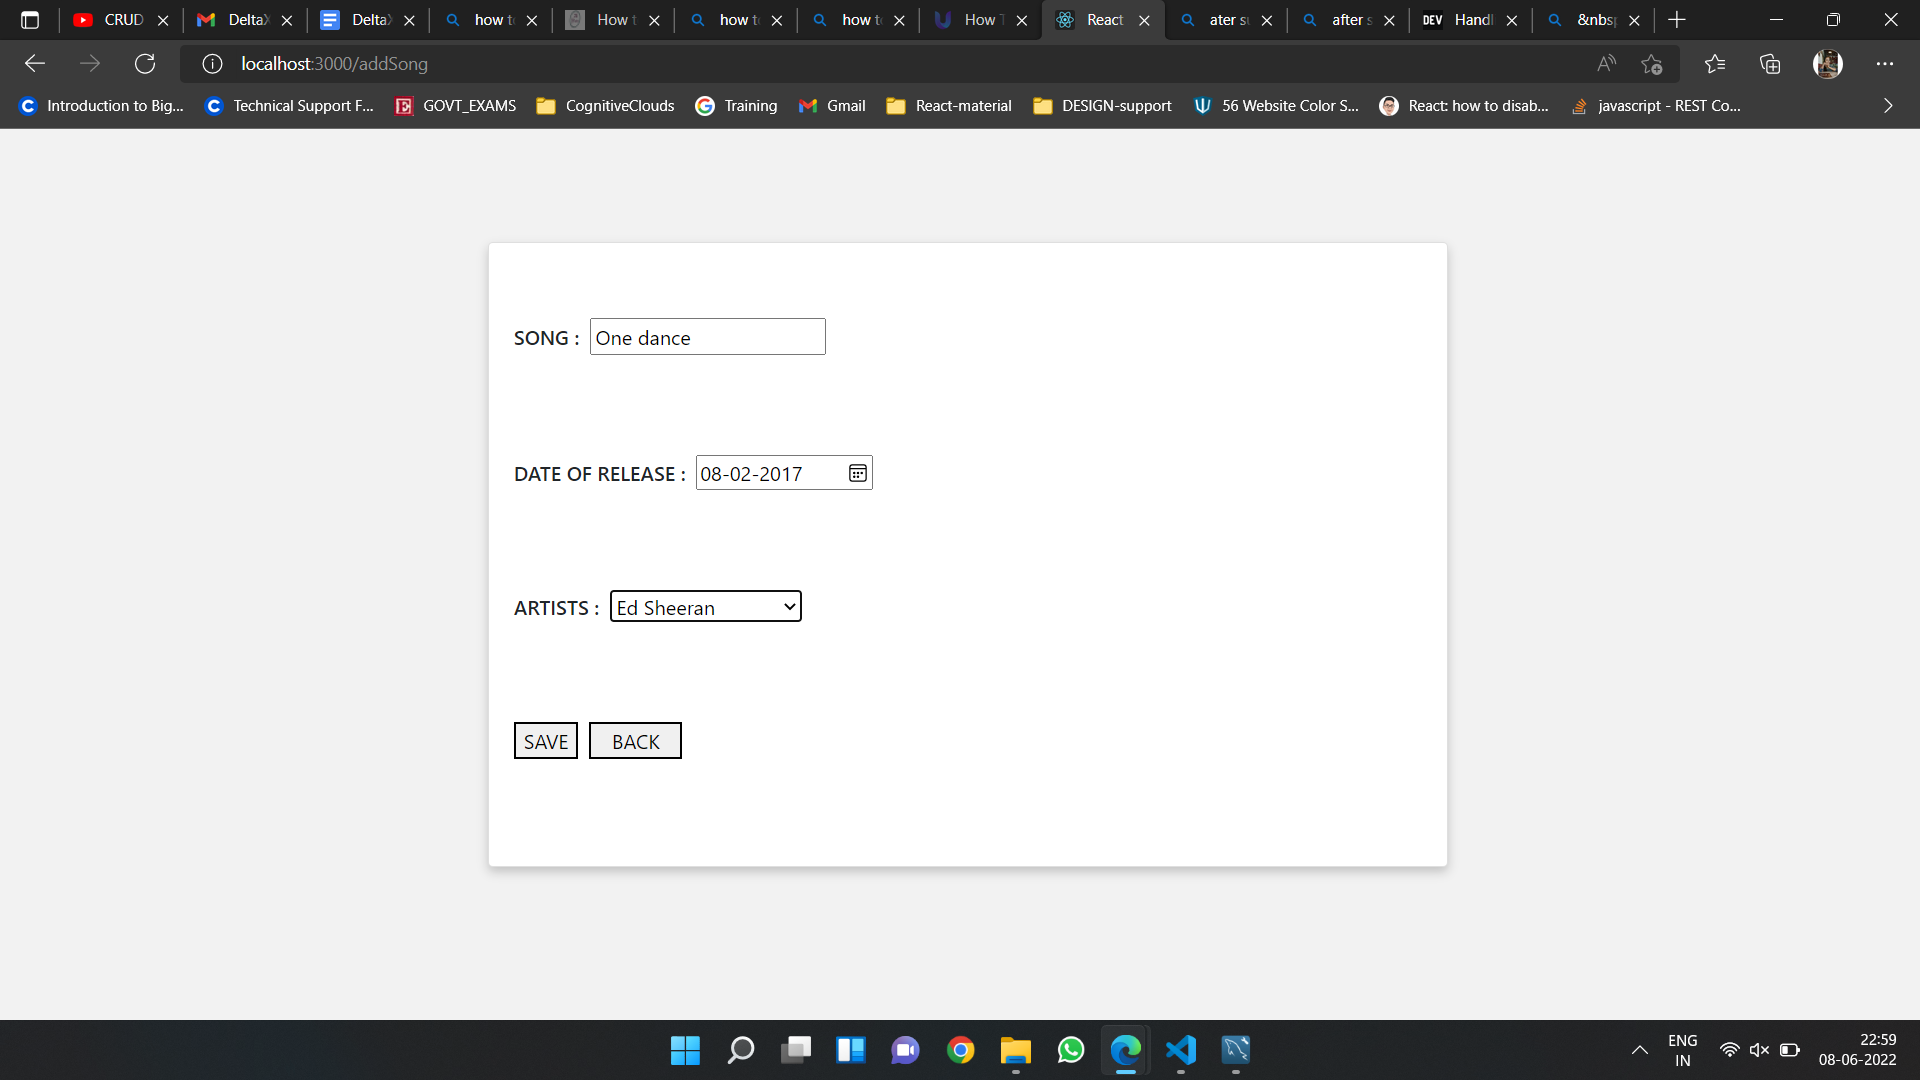 CRUD
Delta
Delta
how t
How t
how t
how t
How
React
ater s
after s
DEV Handl
&nbsp
localhost:3000/addSong
Introduction to Big...
Technical Support F...
GOVT_EXAMS
CognitiveClouds
Training
Gmail
React-material
DESIGN-support
56 Website Color S...
React: how to disab...
javascript - REST Co...
SONG : One dance
DATE OF RELEASE : 08-02-2017
ARTISTS : Ed Sheeran
SAVE BACK
ENG
IN
22:59
08-06-2022